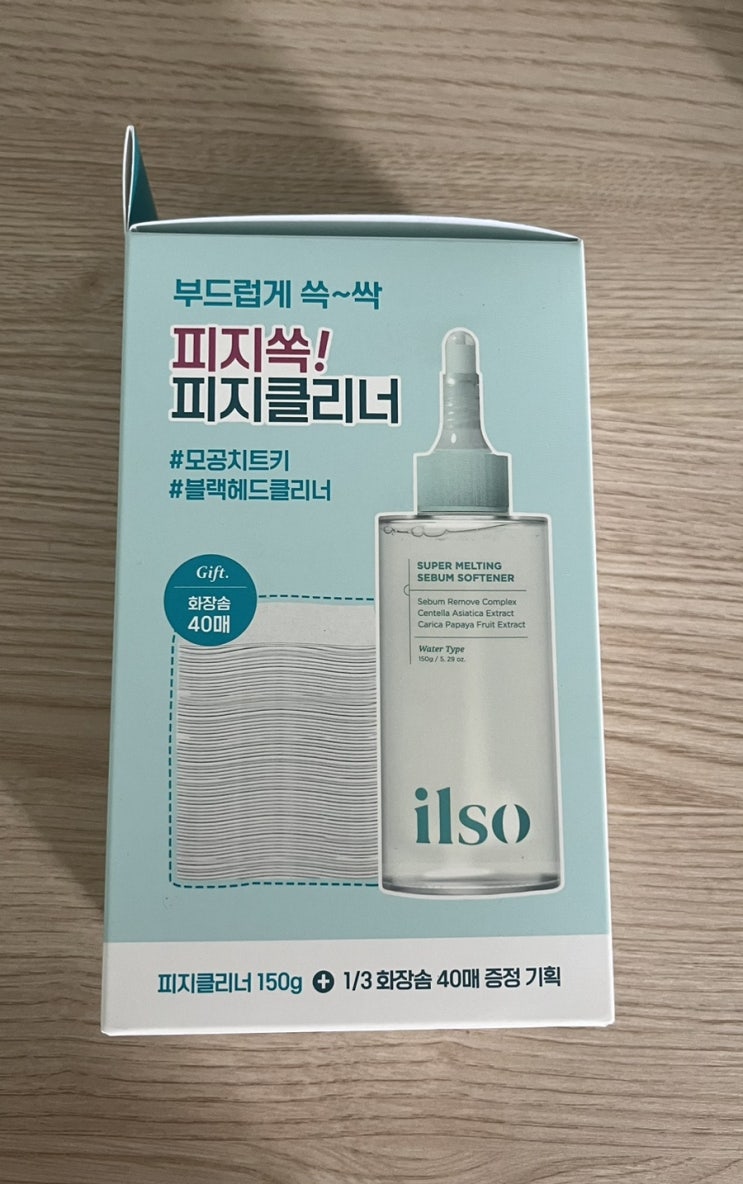 부드럽게 쓱~싹
피지쏙!
피지클리너
#모공치트키
#블랙헤드클리너
Gift.
화장솜
40매
SUPER MELTING
SEBUM SOFTENER
Sebum Remove Complex
Centella Asiatica Extract
Carica Papaya Fruit Extract
Water Type
150g / 5. 29 oz.
ilso
피지클리너 150g + 1/3 화장솜 40매 증정 기획